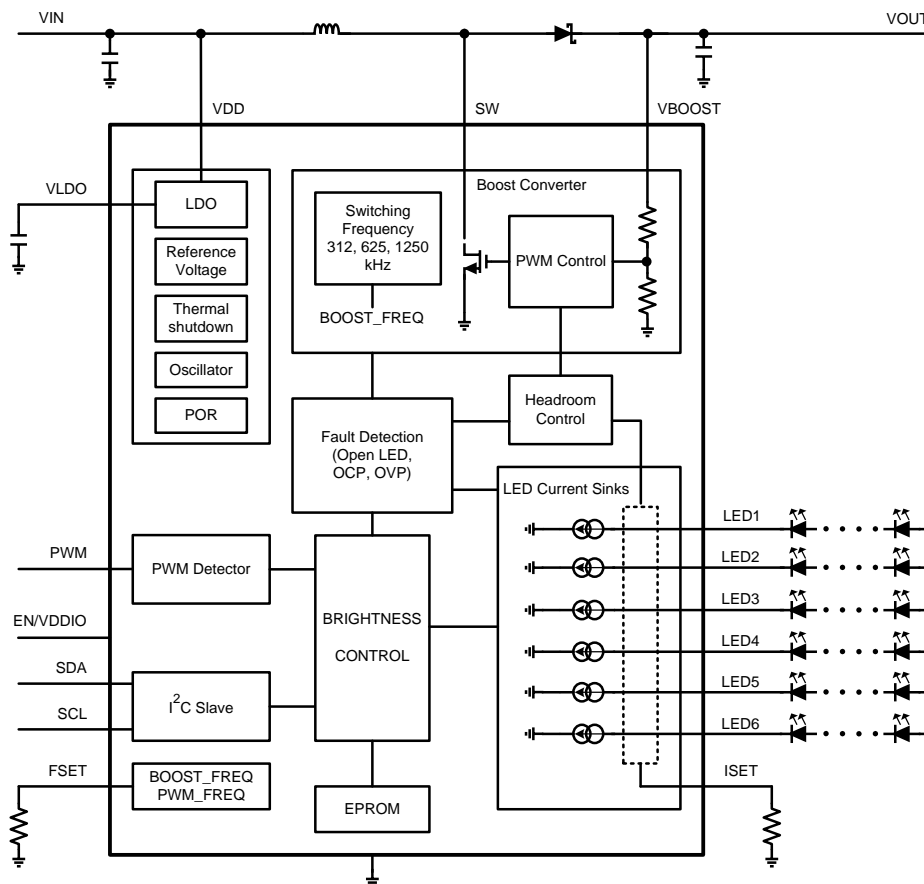 VIN
VOUT
VDD
SW
VBOOST
VLDO
LDO
Reference
Voltage
Thermal
shutdown
Oscillator
POR
Boost Converter
Switching
Frequency
312, 625, 1250
kHz
BOOST_FREQ
PWM Control
Headroom
Control
Fault Detection
(Open LED,
OCP, OVP)
LED Current Sinks
LED1
LED2
LED3
LED4
LED5
LED6
PWM
PWM Detector
EN/VDDIO
BRIGHTNESS
CONTROL
SDA
SCL
I²C Slave
FSET
BOOST_FREQ
PWM_FREQ
EPROM
ISET